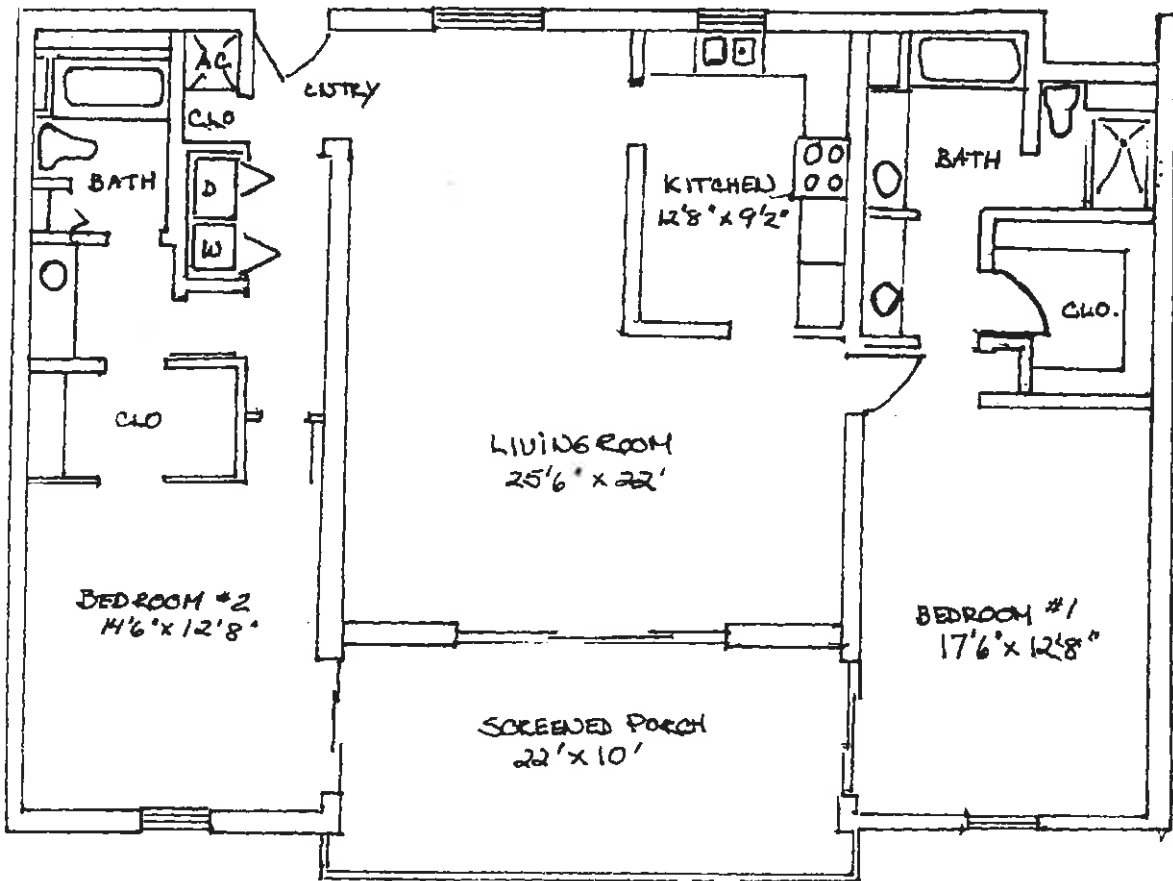 AC
ENTRY
CLO
BATH
D
W
KITCHEN
12'8" x 9'2"
BATH
CLO.
CLO
LIVING ROOM
25'6" x 22'
BEDROOM #2
14'6" x 12'8"
BEDROOM #1
17'6" x 12'8"
SCREENED PORCH
22' x 10'